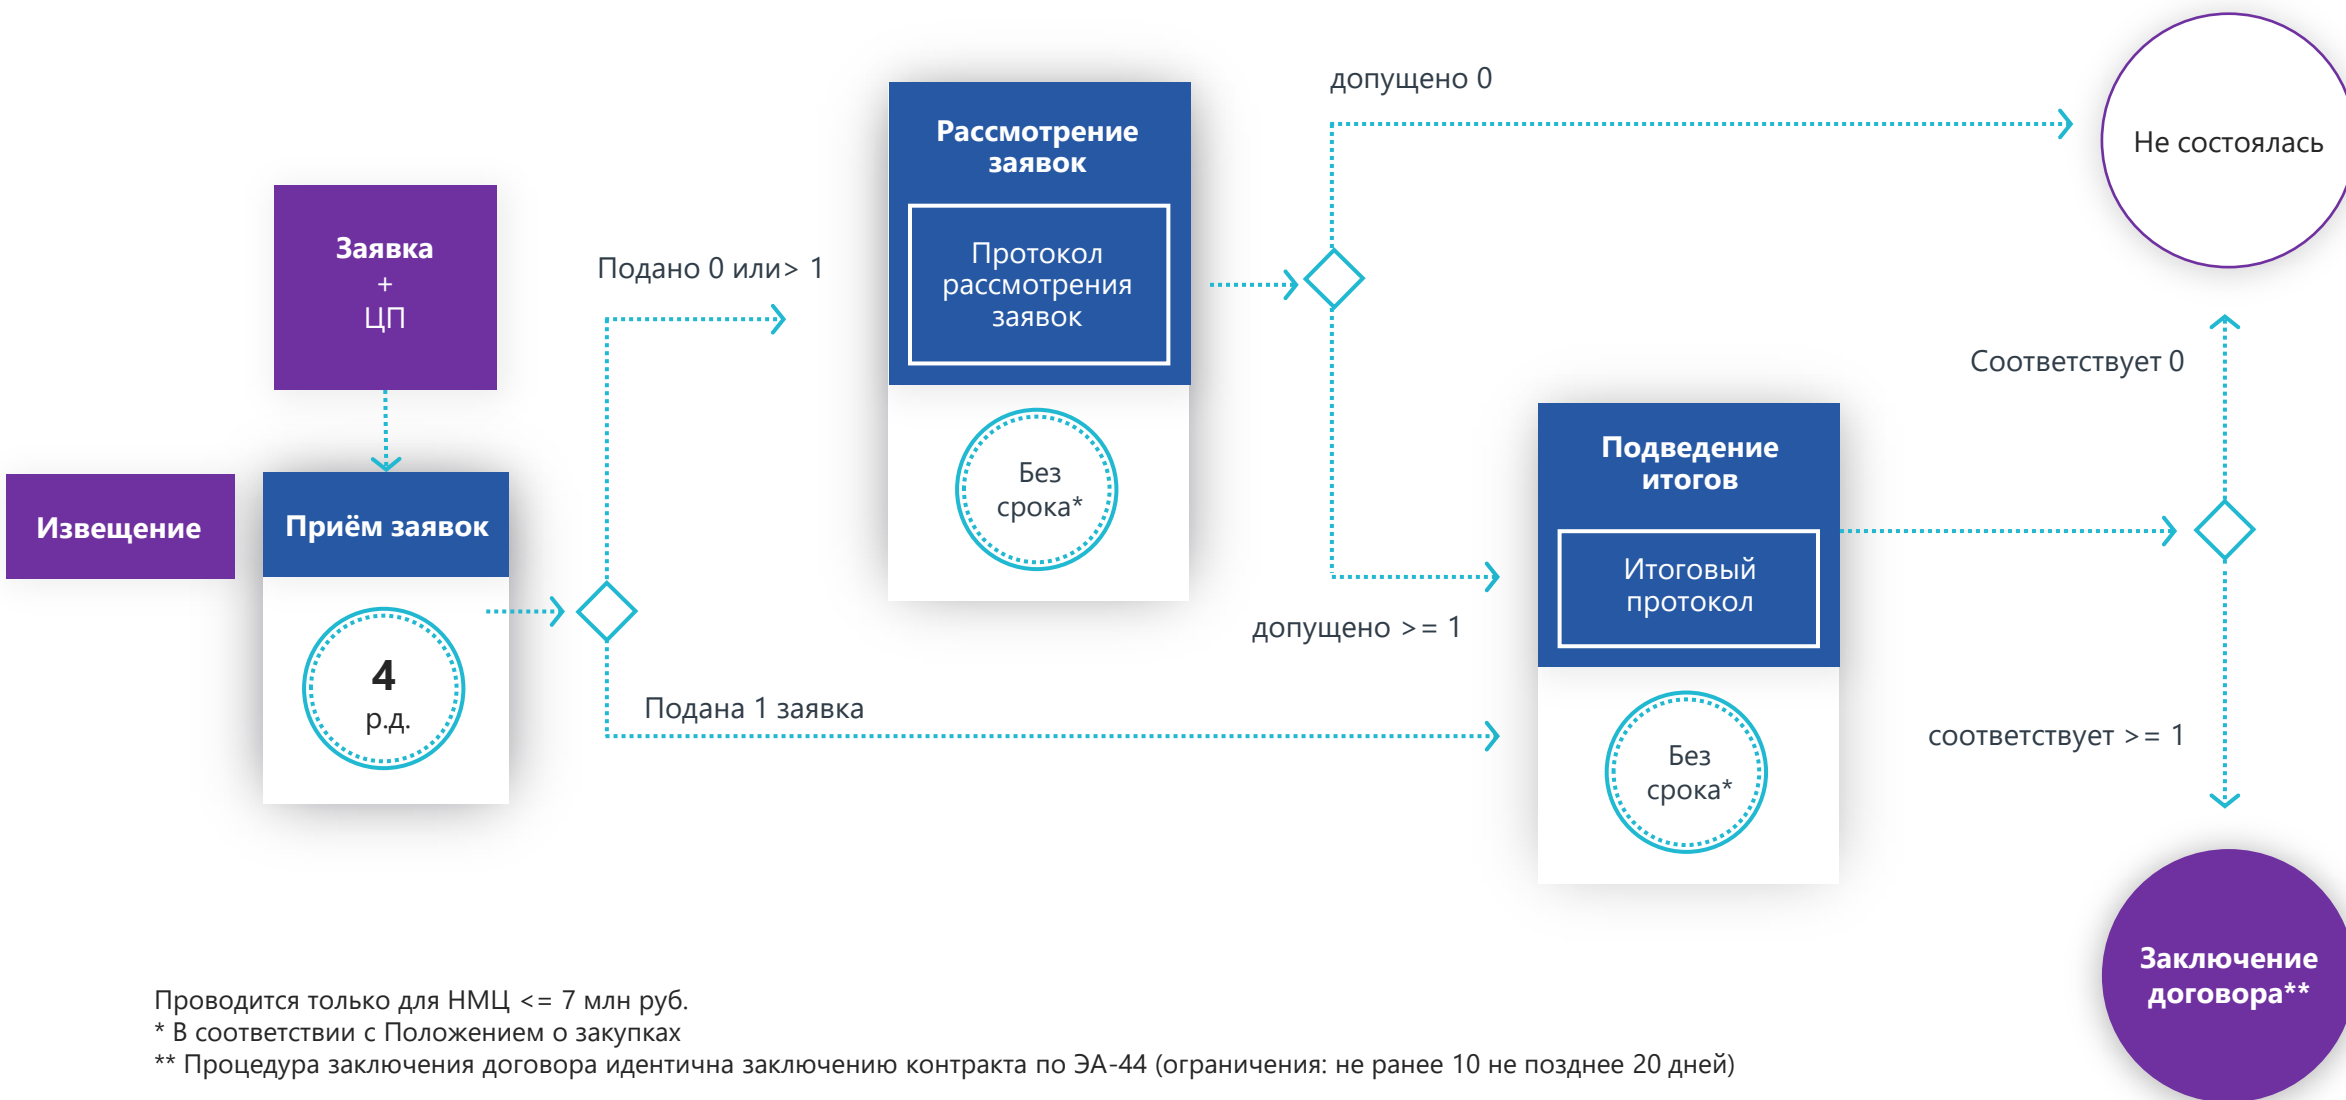 Извещение
Заявка
+
ЦП
Приём заявок
4
р.д.
Подано 0 или> 1
Подана 1 заявка
Рассмотрение
заявок
Протокол
рассмотрения
заявок
Без
срока*
допущено 0
допущено >= 1
Подведение
итогов
Итоговый
протокол
Без
срока*
Соответствует 0
соответствует >= 1
Не состоялась
Заключение
договора**
Проводится только для НМЦ <= 7 млн руб.
* В соответствии с Положением о закупках
** Процедура заключения договора идентична заключению контракта по ЭА-44 (ограничения: не ранее 10 не позднее 20 дней)